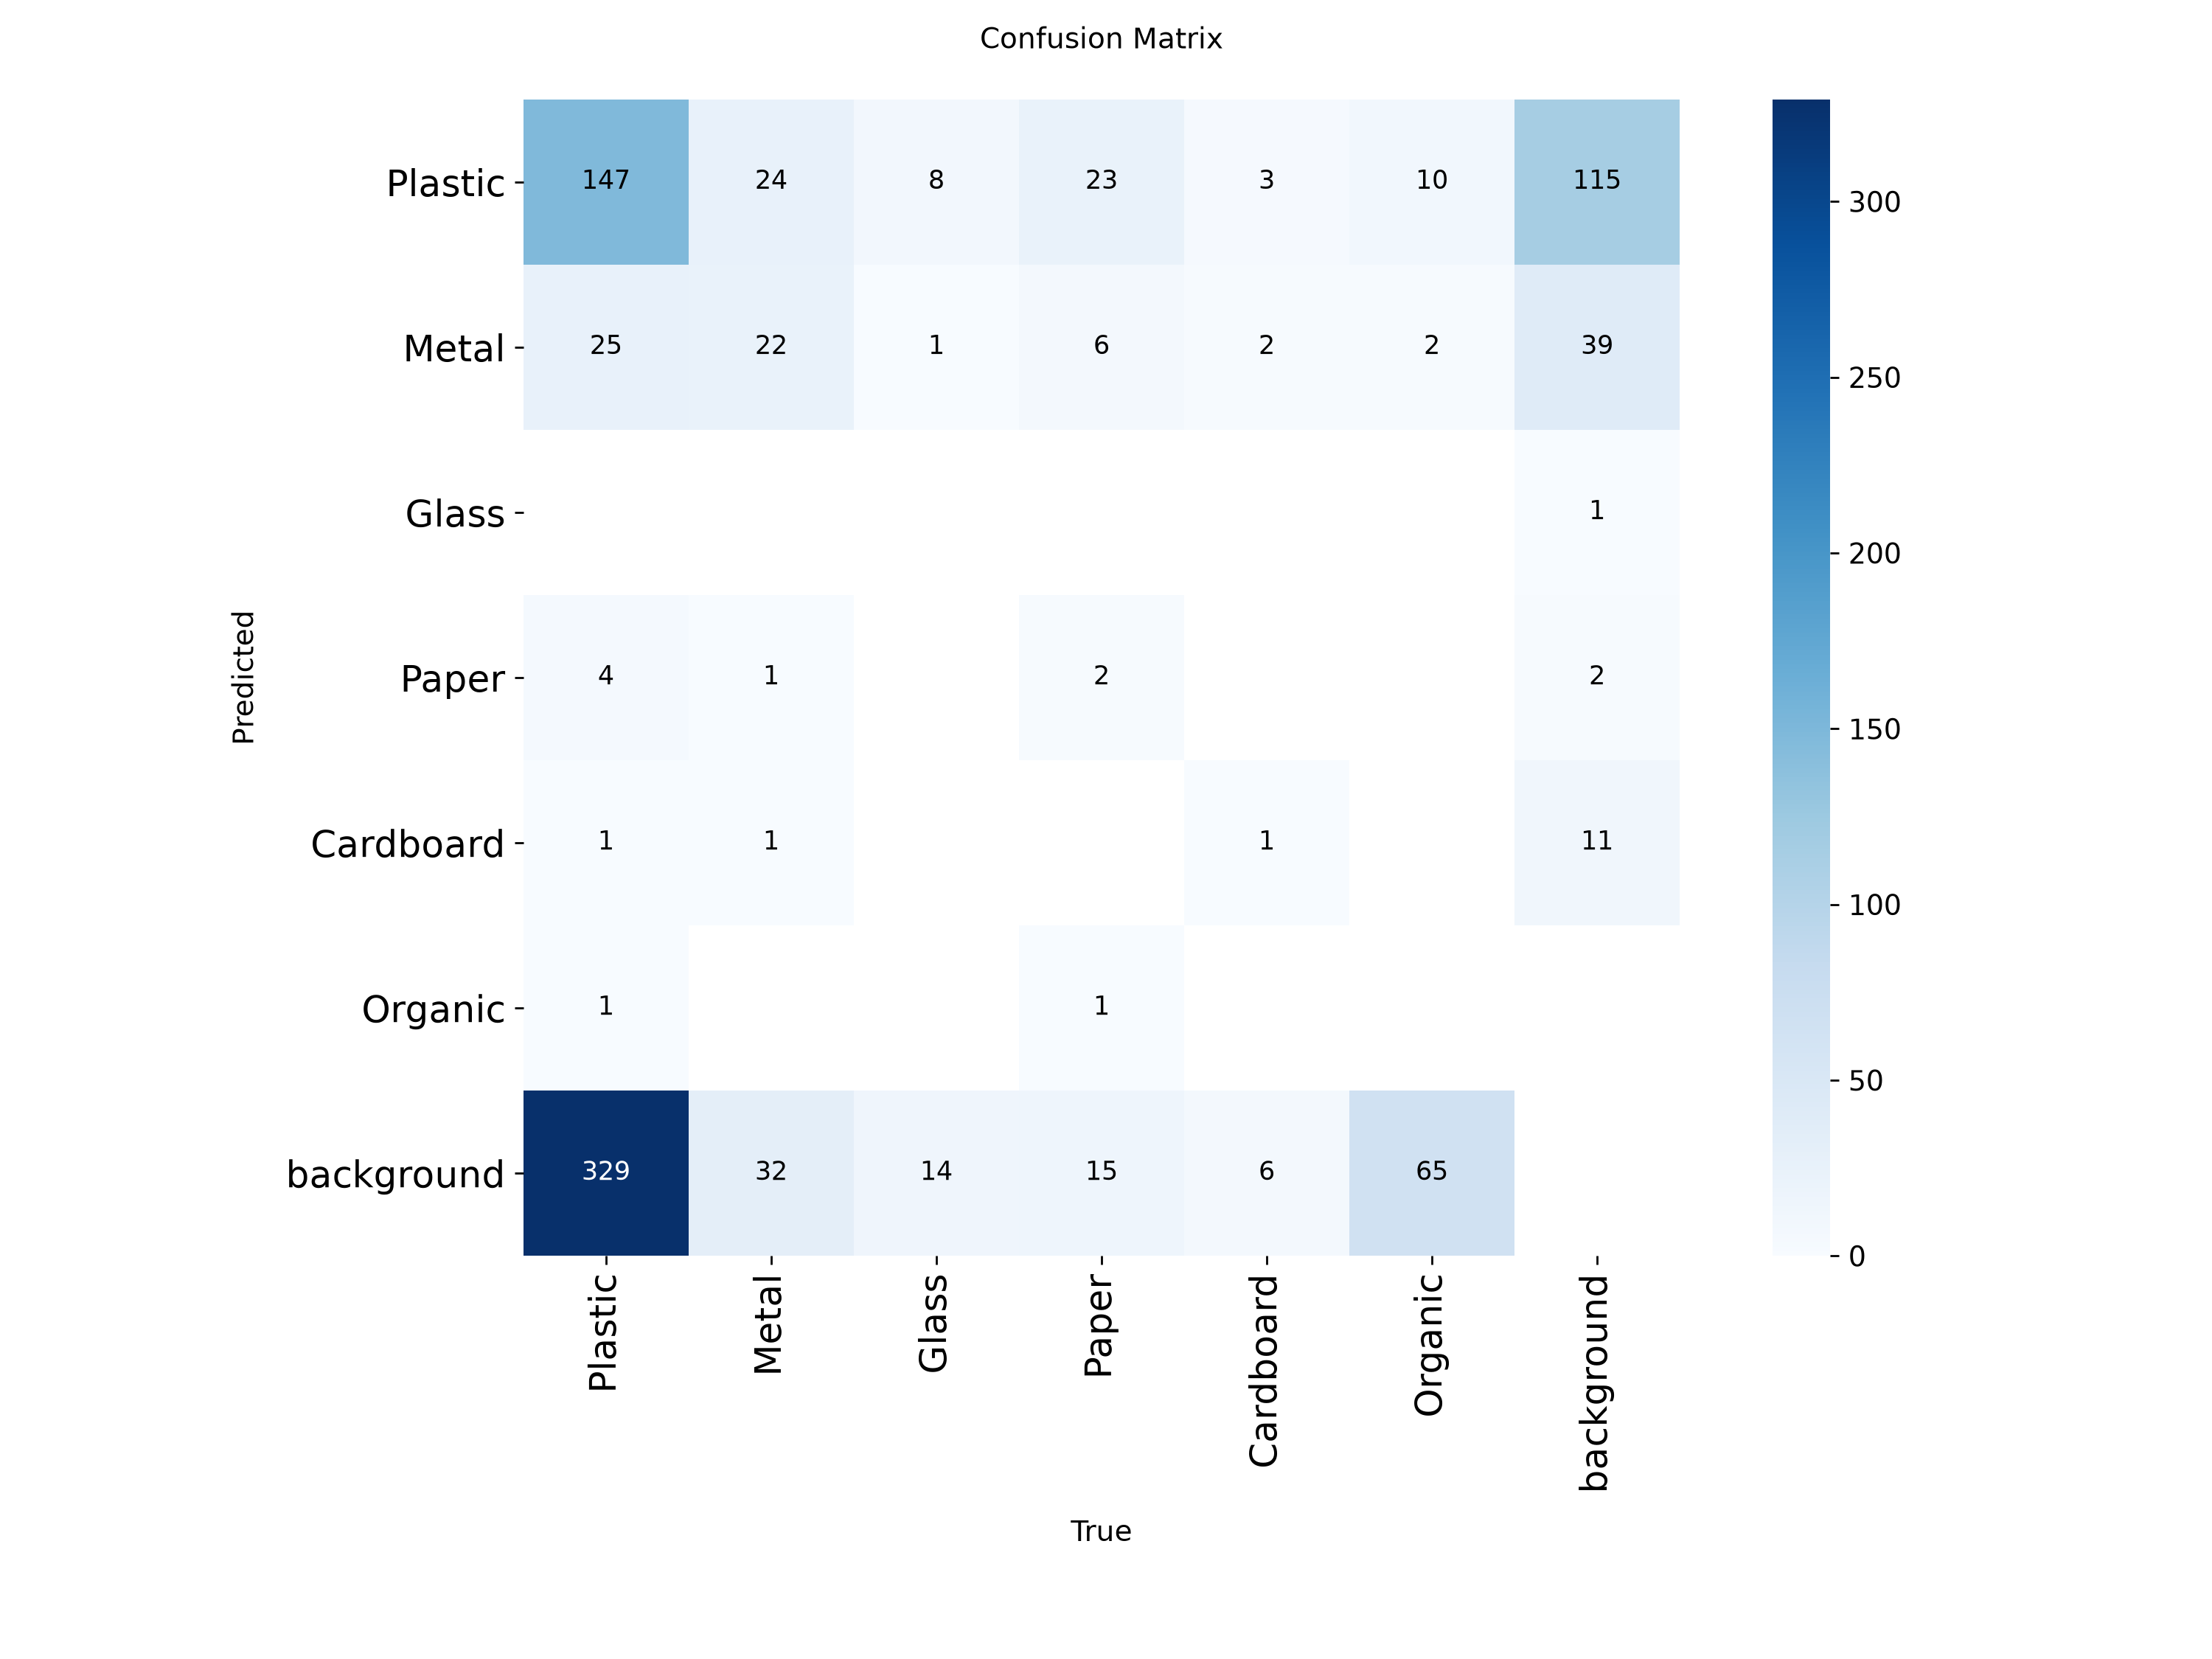 Confusion Matrix
Plastic 147 24 8 23 3 10 115
Metal 25 22 1 6 2 2 39
Glass 1
Paper 4 1 2 2
Cardboard 1 1 1 11
Organic 1 1
background 329 32 14 15 6 65
Predicted
Plastic Metal Glass Paper Cardboard Organic background
True
300
250
200
150
100
50
0